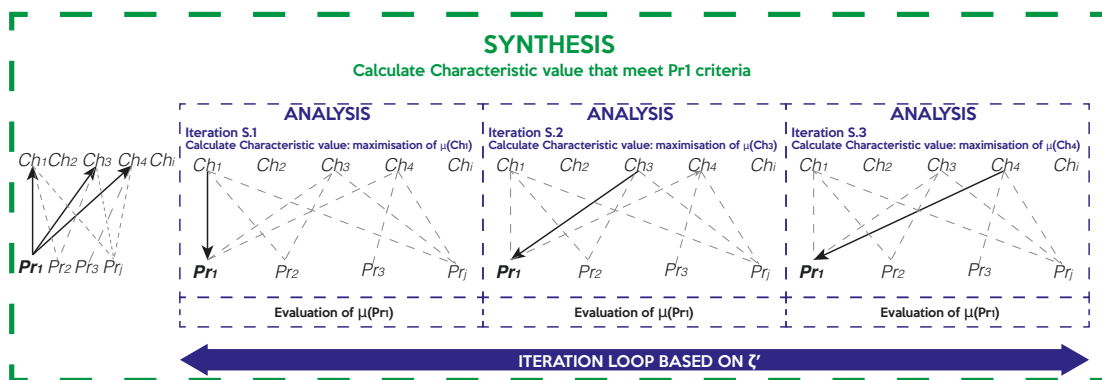 SYNTHESIS
Calculate Characteristic value that meet Pr1 criteria
Ch1 Ch2 Ch3 Ch4 Chi
Pr1 Pr2 Pr3 Prj
ANALYSIS
Iteration S.1
Calculate Characteristic value: maximisation of μ(Ch1)
Ch1 Ch2 Ch3 Ch4 Chi
Pr1 Pr2 Pr3 Prj
Evaluation of μ(Pr1)
ANALYSIS
Iteration S.2
Calculate Characteristic value: maximisation of μ(Ch3)
Ch1 Ch2 Ch3 Ch4 Chi
Pr1 Pr2 Pr3 Prj
Evaluation of μ(Pr1)
ANALYSIS
Iteration S.3
Calculate Characteristic value: maximisation of μ(Ch4)
Ch1 Ch2 Ch3 Ch4 Chi
Pr1 Pr2 Pr3 Prj
Evaluation of μ(Pr1)
ITERATION LOOP BASED ON ζ'